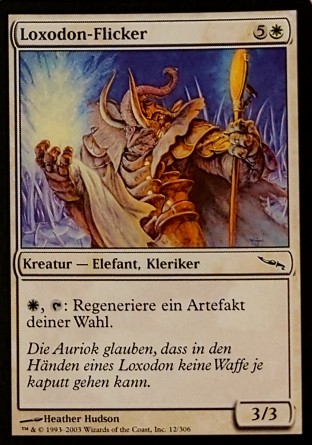 Loxodon-Flicker 5
Kreatur — Elefant, Kleriker
, : Regeneriere ein Artefakt
deiner Wahl.
Die Auriok glauben, dass in den
Händen eines Loxodon keine Waffe je
kaputt gehen kann.
Heather Hudson
™ & © 1993-2003 Wizards of the Coast, Inc. 12/306
3/3